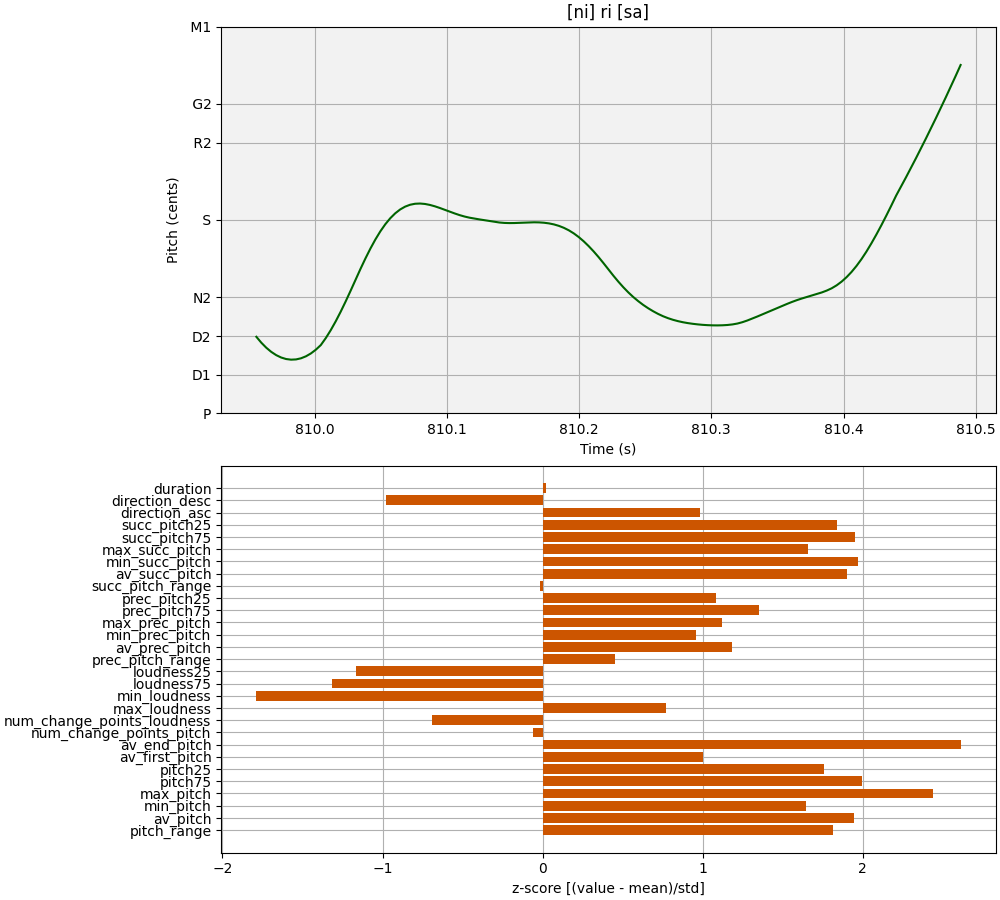 [ni] ri [sa]
M1
G2
R2
S
N2
D2
D1
P
Pitch (cents)
810.0 810.1 810.2 810.3 810.4 810.5
Time (s)
duration
direction_desc
direction_asc
succ_pitch25
succ_pitch75
max_succ_pitch
min_succ_pitch
av_succ_pitch
succ_pitch_range
prec_pitch25
prec_pitch75
max_prec_pitch
min_prec_pitch
av_prec_pitch
prec_pitch_range
loudness25
loudness75
min_loudness
max_loudness
num_change_points_loudness
num_change_points_pitch
av_end_pitch
av_first_pitch
pitch25
pitch75
max_pitch
min_pitch
av_pitch
pitch_range
−2 −1 0 1 2
z-score [(value - mean)/std]